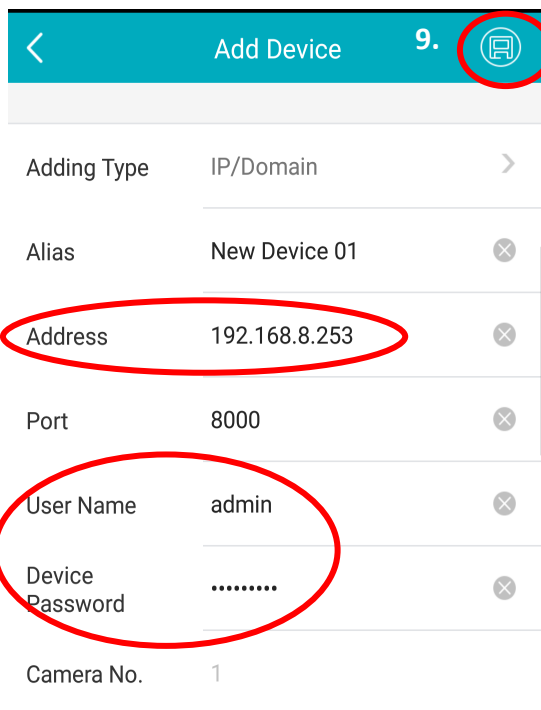 Add Device 9.
Adding Type IP/Domain
Alias New Device 01
Address 192.168.8.253
Port 8000
User Name admin
Device
Password •••••••••
Camera No. 1